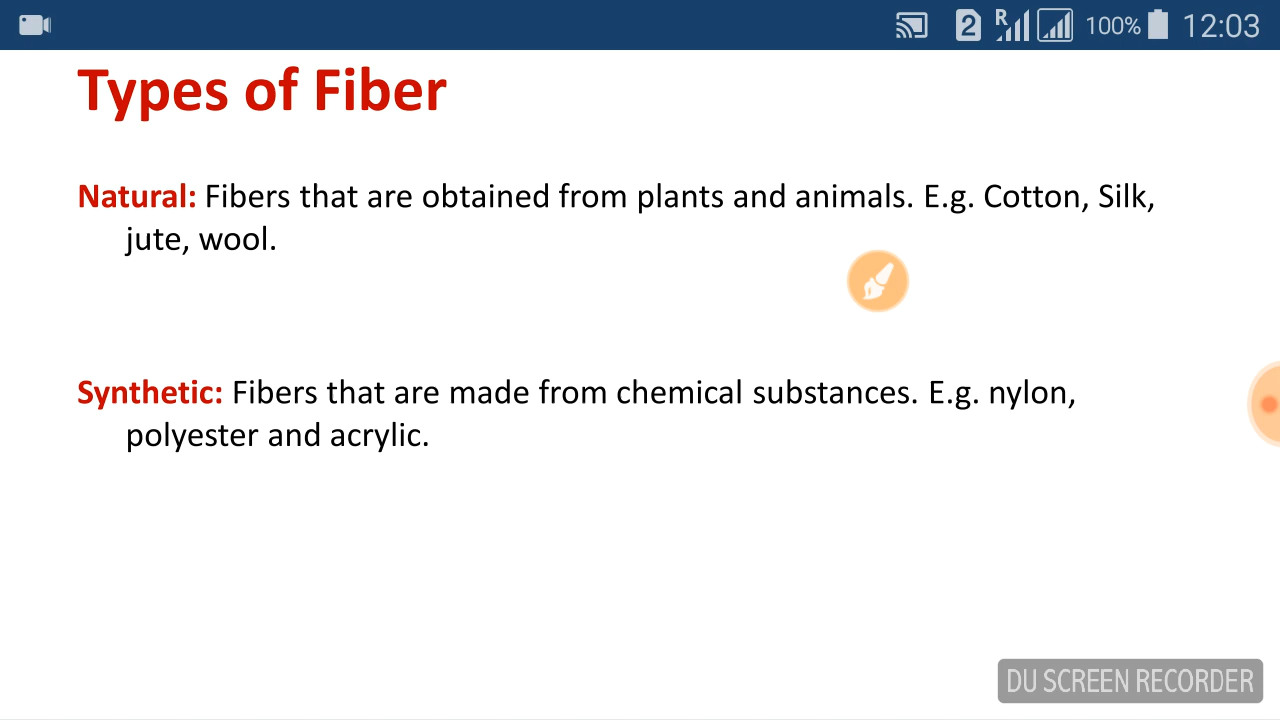 2 R 100% 12:03
Types of Fiber
Natural: Fibers that are obtained from plants and animals. E.g. Cotton, Silk,
jute, wool.
Synthetic: Fibers that are made from chemical substances. E.g. nylon,
polyester and acrylic.
DU SCREEN RECORDER